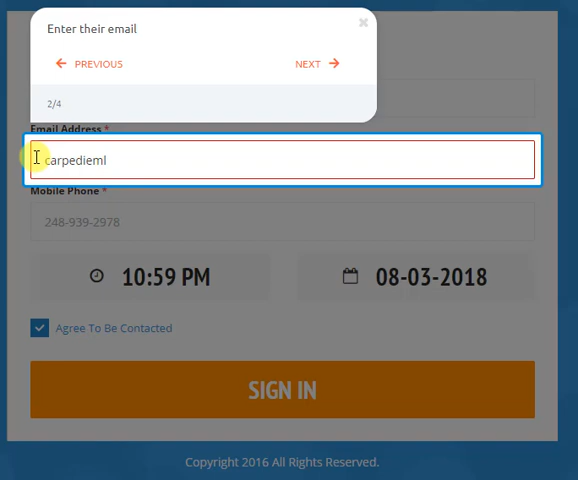 Enter their email
PREVIOUS NEXT
2/4
Email Address *
carpedieml
Mobile Phone *
248-939-2978
10:59 PM 08-03-2018
Agree To Be Contacted
SIGN IN
Copyright 2016 All Rights Reserved.